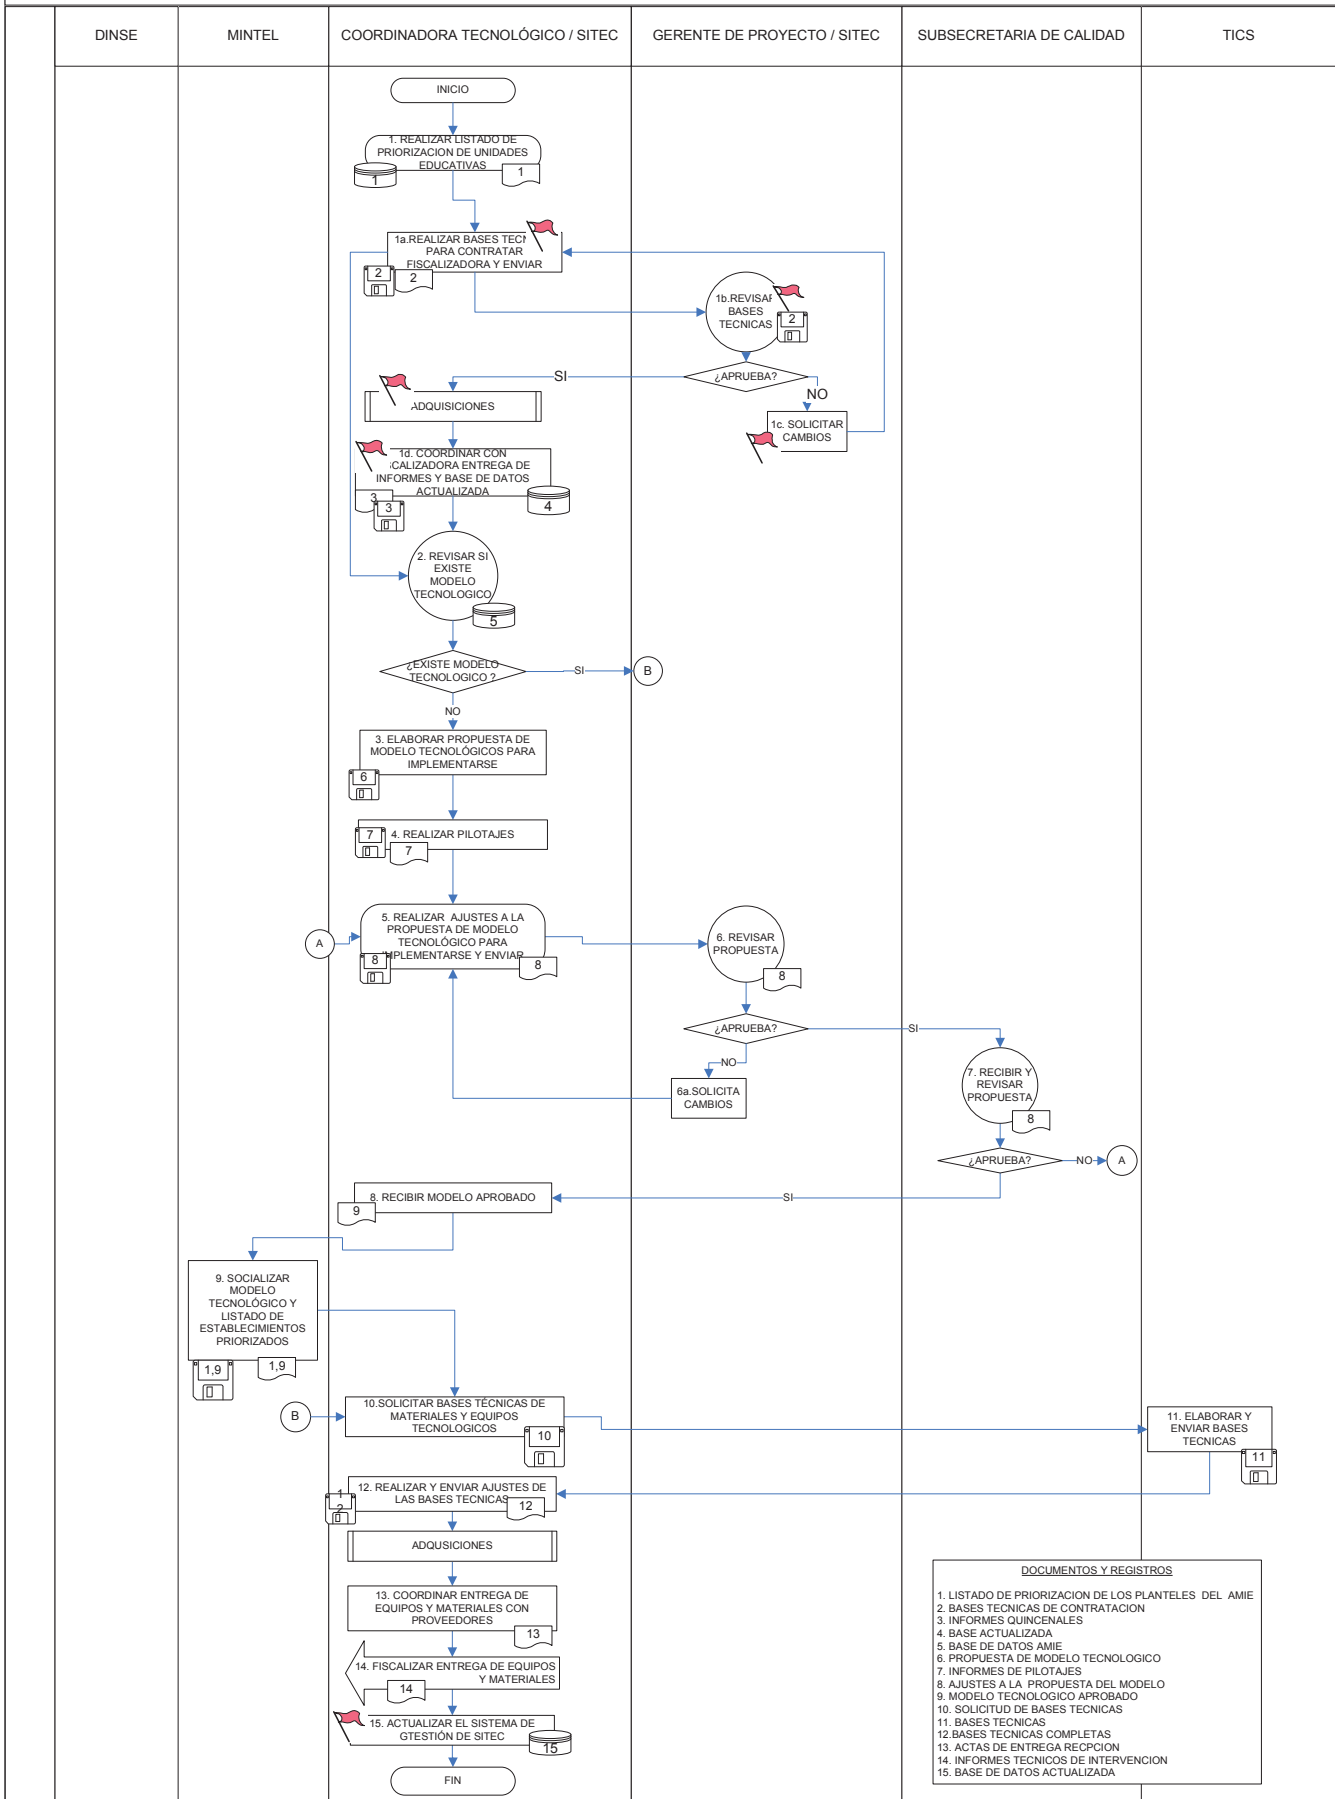 DINSE
MINTEL
COORDINADORA TECNOLÓGICO / SITEC
GERENTE DE PROYECTO / SITEC
SUBSECRETARIA DE CALIDAD
TICS
INICIO
1. REALIZAR LISTADO DE
PRIORIZACION DE UNIDADES
EDUCATIVAS
1
1
1a.REALIZAR BASES TECN
PARA CONTRATAR
FISCALIZADORA Y ENVIAR
2
2
1b.REVISAR
BASES
TECNICAS
2
¿APRUEBA?
SI
NO
ADQUISICIONES
1c. SOLICITAR
CAMBIOS
1d. COORDINAR CON
CALIZADORA ENTREGA DE
INFORMES Y BASE DE DATOS
ACTUALIZADA
3
3
4
2. REVISAR SI
EXISTE
MODELO
TECNOLOGICO
5
¿EXISTE MODELO
TECNOLOGICO ?
SI
B
NO
3. ELABORAR PROPUESTA DE
MODELO TECNOLÓGICOS PARA
IMPLEMENTARSE
6
4. REALIZAR PILOTAJES
7
7
A
5. REALIZAR AJUSTES A LA
PROPUESTA DE MODELO
TECNOLÓGICO PARA
IMPLEMENTARSE Y ENVIAR
8
8
6. REVISAR
PROPUESTA
8
¿APRUEBA?
SI
NO
6a.SOLICITA
CAMBIOS
7. RECIBIR Y
REVISAR
PROPUESTA
8
¿APRUEBA?
NO
A
SI
8. RECIBIR MODELO APROBADO
9
9. SOCIALIZAR
MODELO
TECNOLÓGICO Y
LISTADO DE
ESTABLECIMIENTOS
PRIORIZADOS
1,9
1,9
B
10.SOLICITAR BASES TÉCNICAS DE
MATERIALES Y EQUIPOS
TECNOLOGICOS
10
11. ELABORAR Y
ENVIAR BASES
TECNICAS
11
12. REALIZAR Y ENVIAR AJUSTES DE
LAS BASES TECNICAS
1
2
12
ADQUSICIONES
13. COORDINAR ENTREGA DE
EQUIPOS Y MATERIALES CON
PROVEEDORES
13
14. FISCALIZAR ENTREGA DE EQUIPOS
Y MATERIALES
14
15. ACTUALIZAR EL SISTEMA DE
GTESTIÓN DE SITEC
15
FIN
DOCUMENTOS Y REGISTROS
1. LISTADO DE PRIORIZACION DE LOS PLANTELES DEL AMIE
2. BASES TECNICAS DE CONTRATACION
3. INFORMES QUINCENALES
4. BASE ACTUALIZADA
5. BASE DE DATOS AMIE
6. PROPUESTA DE MODELO TECNOLOGICO
7. INFORMES DE PILOTAJES
8. AJUSTES A LA PROPUESTA DEL MODELO
9. MODELO TECNOLOGICO APROBADO
10. SOLICITUD DE BASES TECNICAS
11. BASES TECNICAS
12.BASES TECNICAS COMPLETAS
13. ACTAS DE ENTREGA RECPCION
14. INFORMES TECNICOS DE INTERVENCION
15. BASE DE DATOS ACTUALIZADA